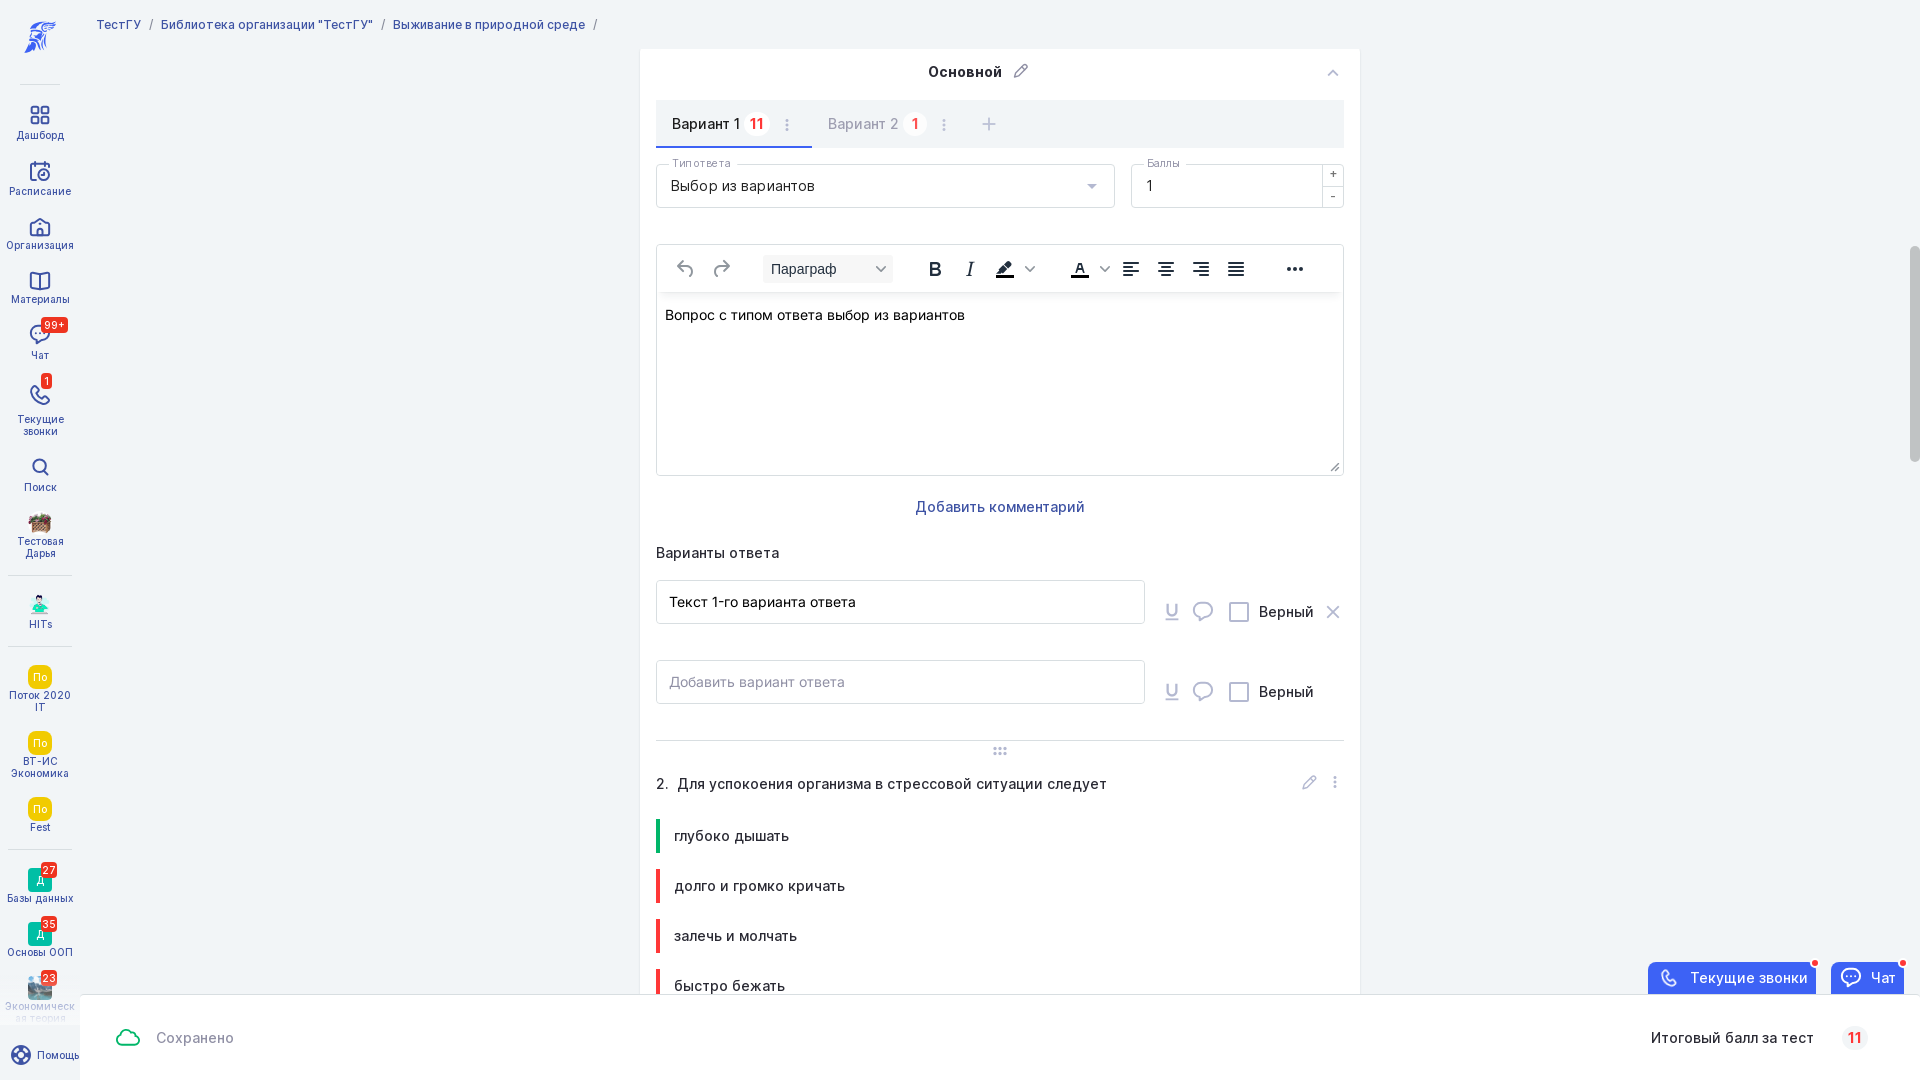 ТестГУ / Библиотека организации "ТестГУ" / Выживание в природной среде /
Дашборд
Расписание
Организация
Материалы
99+
Чат
1
Текущие
звонки
Поиск
Тестовая
Дарья
HITs
По
Поток 2020
IT
По
ВТ-ИС
Экономика
По
Fest
27
Д
Базы данных
35
Д
Основы ООП
23
Экономическ
ая теория
Помощь
Основной
Вариант 1 11
Вариант 2 1
Тип ответа
Выбор из вариантов
Баллы
1
+
-
Параграф
B I A
Вопрос с типом ответа выбор из вариантов
Добавить комментарий
Варианты ответа
Текст 1-го варианта ответа
Верный
Добавить вариант ответа
Верный
2. Для успокоения организма в стрессовой ситуации следует
глубоко дышать
долго и громко кричать
залечь и молчать
быстро бежать
Текущие звонки
Чат
Сохранено
Итоговый балл за тест 11